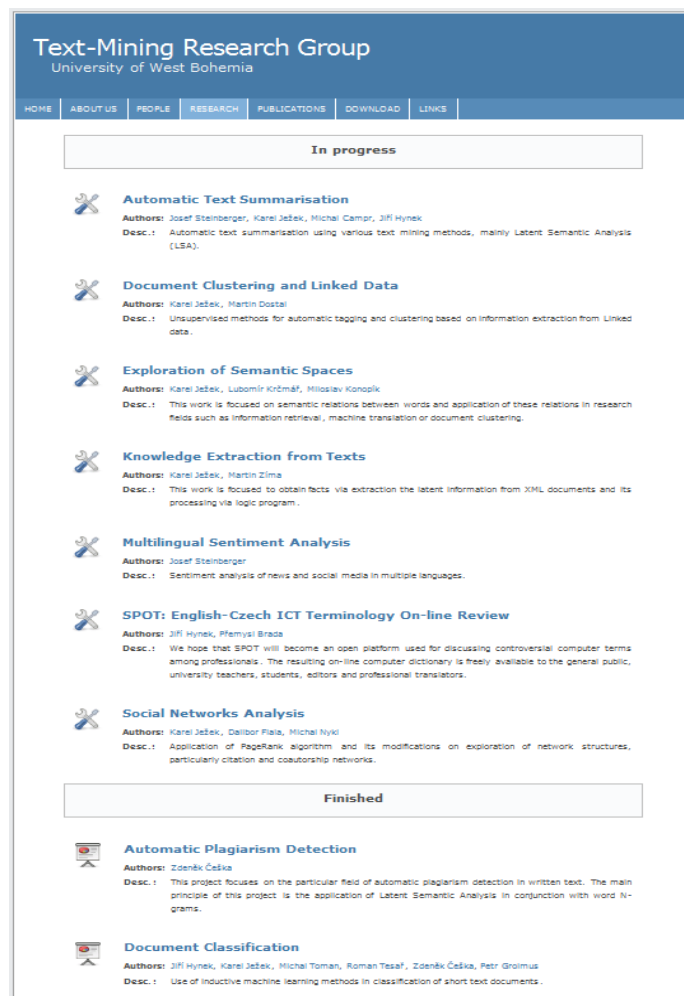 Text-Mining Research Group
University of West Bohemia
HOME ABOUT US PEOPLE RESEARCH PUBLICATIONS DOWNLOAD LINKS
In progress
Automatic Text Summarisation
Authors: Josef Steinberger, Karel Ježek, Michal Campr, Jiří Hynek
Desc.: Automatic text summarisation using various text mining methods, mainly Latent Semantic Analysis
(LSA).
Document Clustering and Linked Data
Authors: Karel Ježek, Martin Dostal
Desc.: Unsupervised methods for automatic tagging and clustering based on information extraction from Linked
data.
Exploration of Semantic Spaces
Authors: Karel Ježek, Lubomír Krčmář, Miloslav Konopík
Desc.: This work is focused on semantic relations between words and application of these relations in research
fields such as information retrieval, machine translation or document clustering.
Knowledge Extraction from Texts
Authors: Karel Ježek, Martin Zíma
Desc.: This work is focused to obtain facts via extraction the latent information from XML documents and its
processing via logic program.
Multilingual Sentiment Analysis
Authors: Josef Steinberger
Desc.: Sentiment analysis of news and social media in multiple languages.
SPOT: English-Czech ICT Terminology On-line Review
Authors: Jiří Hynek, Přemysl Brada
Desc.: We hope that SPOT will become an open platform used for discussing controversial computer terms
among professionals. The resulting on-line computer dictionary is freely available to the general public,
university teachers, students, editors and professional translators.
Social Networks Analysis
Authors: Karel Ježek, Dalibor Fiala, Michal Nykl
Desc.: Application of PageRank algorithm and its modifications on exploration of network structures,
particularly citation and coautorship networks.
Finished
Automatic Plagiarism Detection
Authors: Zdeněk Češka
Desc.: This project focuses on the particular field of automatic plagiarism detection in written text. The main
principle of this project is the application of Latent Semantic Analysis in conjunction with word N-
grams.
Document Classification
Authors: Jiří Hynek, Karel Ježek, Michal Toman, Roman Tesař, Zdeněk Češka, Petr Grolmus
Desc.: Use of inductive machine learning methods in classification of short text documents.